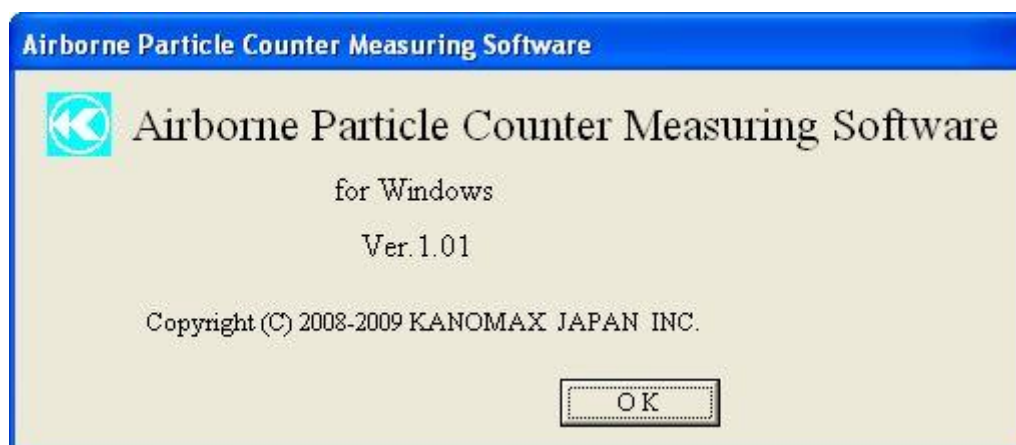 Airborne Particle Counter Measuring Software
Airborne Particle Counter Measuring Software
for Windows
Ver.1.01
Copyright (C) 2008-2009 KANOMAX JAPAN INC.
OK